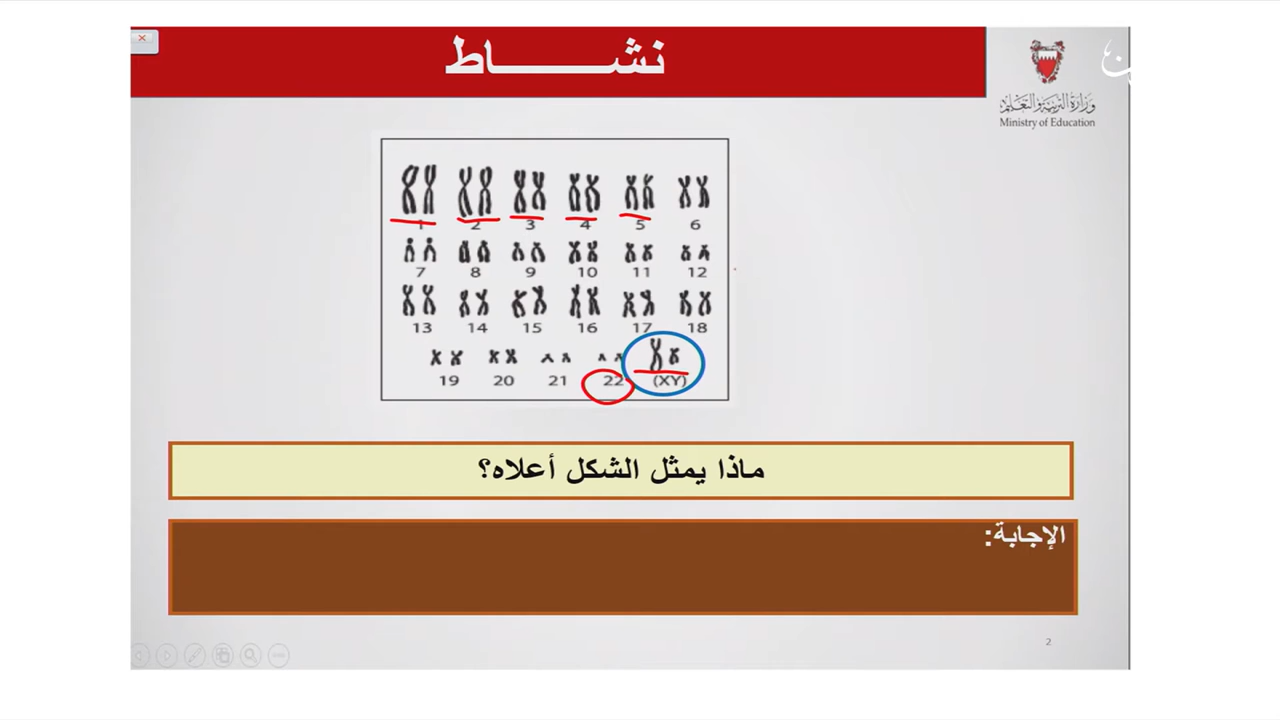 نشــــــــاط
وزارة التربية والتعليم
Ministry of Education
1 2 3 4 5 6
7 8 9 10 11 12
13 14 15 16 17 18
19 20 21 22 (XY)
ماذا يمثل الشكل أعلاه؟
الإجابة:
2